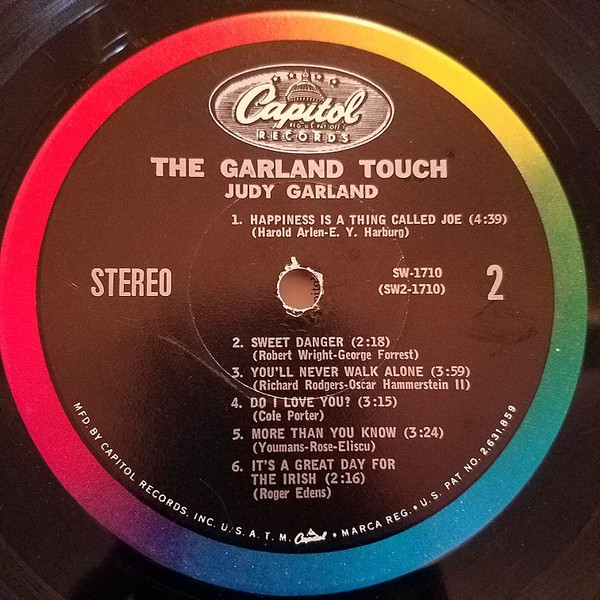 Capitol
REG. U.S. PAT. OFF.
RECORDS
THE GARLAND TOUCH
JUDY GARLAND
1. HAPPINESS IS A THING CALLED JOE (4:39)
(Harold Arlen-E. Y. Harburg)
STEREO
SW-1710
(SW2-1710)
2
2. SWEET DANGER (2:18)
(Robert Wright-George Forrest)
3. YOU'LL NEVER WALK ALONE (3:59)
(Richard Rodgers-Oscar Hammerstein II)
4. DO I LOVE YOU? (3:15)
(Cole Porter)
5. MORE THAN YOU KNOW (3:24)
(Youmans-Rose-Eliscu)
6. IT'S A GREAT DAY FOR
THE IRISH (2:16)
(Roger Edens)
MFD. BY CAPITOL RECORDS, INC. U.S.A. T.M. Capitol • MARCA REG. • U.S. PAT. NO. 2,631,859